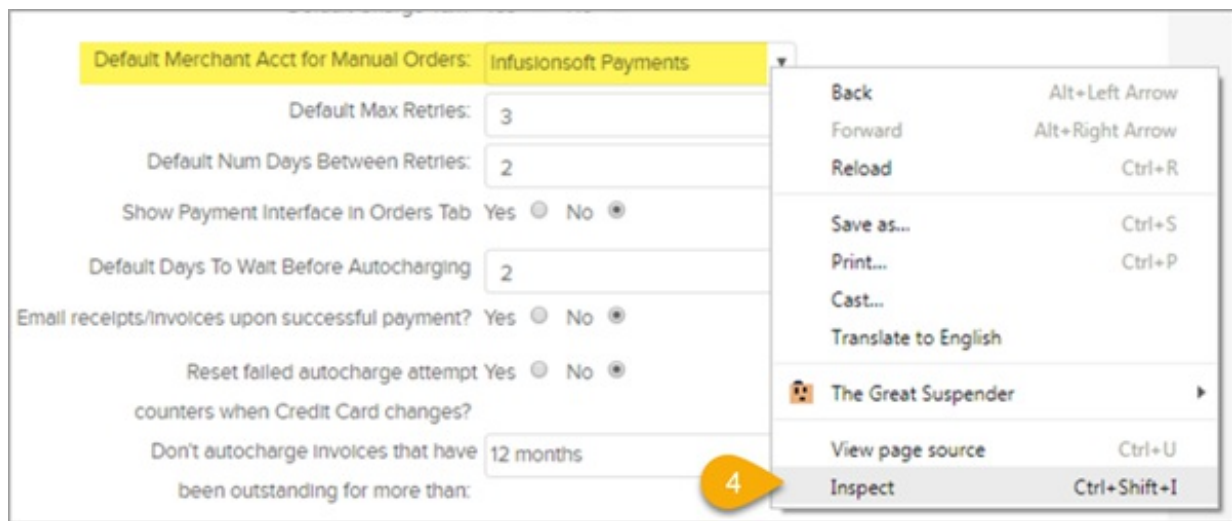 Default Merchant Acct for Manual Orders: Infusionsoft Payments
Default Max Retries: 3
Default Num Days Between Retries: 2
Show Payment Interface in Orders Tab Yes No
Default Days To Wait Before Autocharging 2
Email receipts/invoices upon successful payment? Yes No
Reset failed autocharge attempt Yes No
counters when Credit Card changes?
Don't autocharge invoices that have 12 months
been outstanding for more than:
Back Alt+Left Arrow
Forward Alt+Right Arrow
Reload Ctrl+R
Save as... Ctrl+S
Print... Ctrl+P
Cast...
Translate to English
The Great Suspender
View page source Ctrl+U
4
Inspect Ctrl+Shift+I